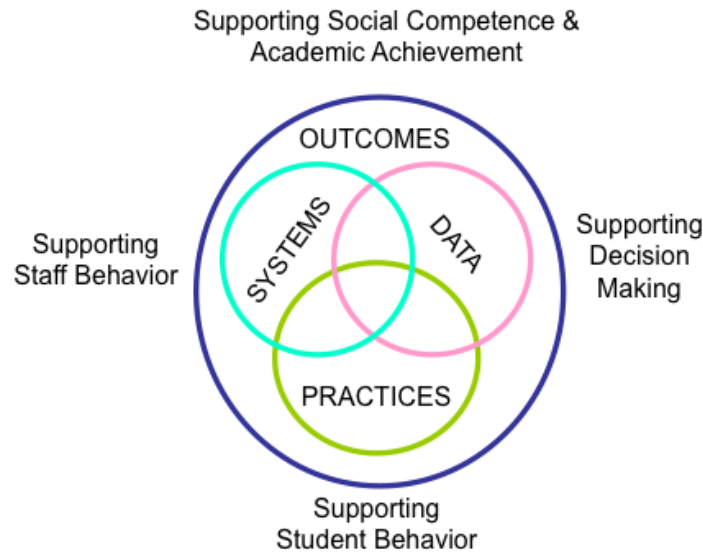 Supporting Social Competence &
Academic Achievement
OUTCOMES
SYSTEMS
DATA
Supporting
Staff Behavior
Supporting
Decision
Making
PRACTICES
Supporting
Student Behavior